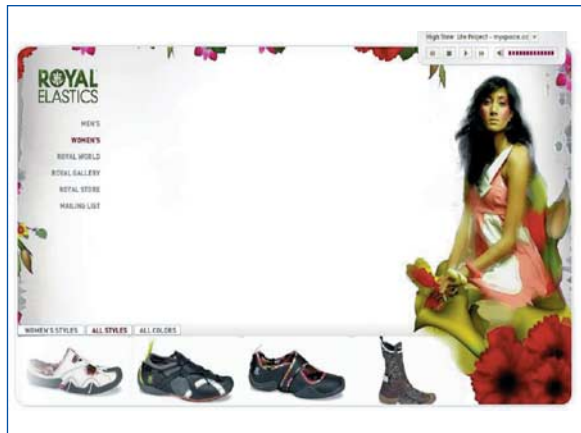 High Tone Life Project - myspace.cc
ROYAL
ELASTICS
MEN'S
WOMEN'S
ROYAL WORLD
ROYAL GALLERY
ROYAL STORE
MAILING LIST
WOMEN'S STYLES ALL STYLES ALL COLORS